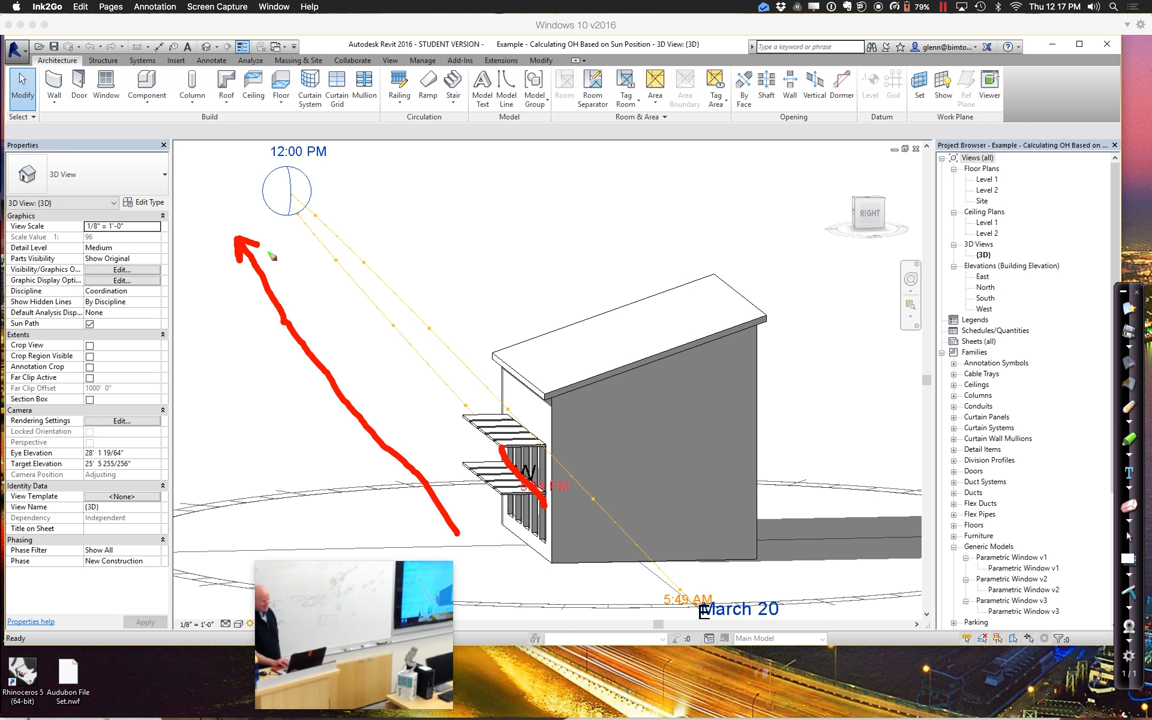 Ink2Go Edit Pages Annotation Screen Capture Window Help 79% Thu 12 17 PM
Windows 10 v2016
Autodesk Revit 2016 - STUDENT VERSION - Example - Calculating OH Based on Sun Position - 3D View: {3D} Type a keyword or phrase glenn@bimto...
Architecture Structure Systems Insert Annotate Analyze Massing & Site Collaborate View Manage Add-Ins Extensions Modify
Modify Wall Door Window Component Column Roof Ceiling Floor Curtain System Curtain Grid Mullion Railing Ramp Stair Model Text Model Line Model Group Room Room Separator Tag Room Area Area Boundary Tag Area By Face Shaft Wall Vertical Dormer Level Grid Set Show Ref Plane Viewer
Select Build Circulation Model Room & Area Opening Datum Work Plane
Properties
3D View
3D View: {3D} Edit Type
Graphics
View Scale 1/8" = 1'-0"
Scale Value 1: 96
Detail Level Medium
Parts Visibility Show Original
Visibility/Graphics O... Edit...
Graphic Display Opti... Edit...
Discipline Coordination
Show Hidden Lines By Discipline
Default Analysis Disp... None
Sun Path
Extents
Crop View
Crop Region Visible
Annotation Crop
Far Clip Active
Far Clip Offset 1000' 0"
Section Box
Camera
Rendering Settings Edit...
Locked Orientation
Perspective
Eye Elevation 28' 1 19/64"
Target Elevation 25' 5 255/256"
Camera Position Adjusting
Identity Data
View Template <None>
View Name {3D}
Dependency Independent
Title on Sheet
Phasing
Phase Filter Show All
Phase New Construction
Properties help Apply
Ready
12:00 PM
RIGHT
W
PM
5:49 AM
March 20
E
1/8" = 1'-0"
:0 Main Model :0
Project Browser - Example - Calculating OH Based on ...
Views (all)
Floor Plans
Level 1
Level 2
Site
Ceiling Plans
Level 1
Level 2
3D Views
{3D}
Elevations (Building Elevation)
East
North
South
West
Legends
Schedules/Quantities
Sheets (all)
Families
Annotation Symbols
Cable Trays
Ceilings
Columns
Conduits
Curtain Panels
Curtain Systems
Curtain Wall Mullions
Detail Items
Division Profiles
Doors
Duct Systems
Ducts
Flex Ducts
Flex Pipes
Floors
Furniture
Generic Models
Parametric Window v1
Parametric Window v1
Parametric Window v2
Parametric Window v2
Parametric Window v3
Parametric Window v3
Parking
1 / 1
Rhinoceros 5 (64-bit)
Audubon File Set.nwf